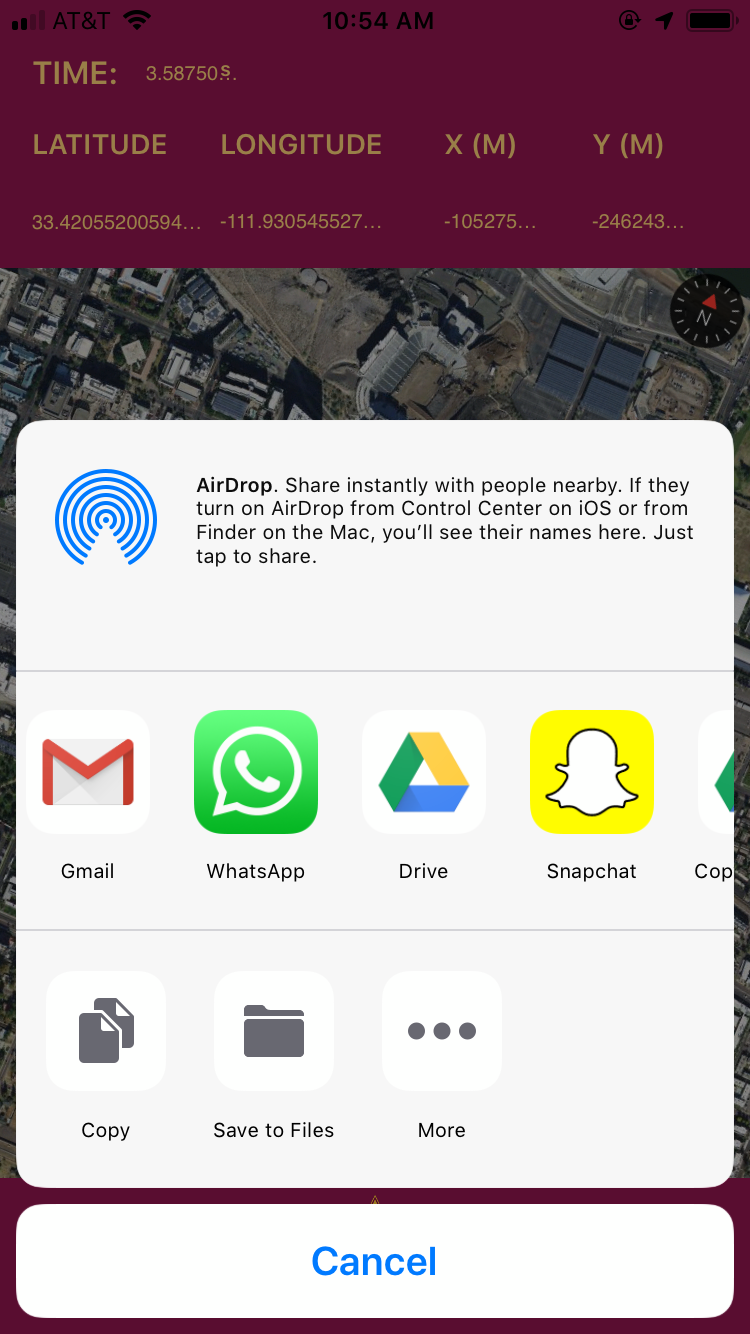 AT&T 10:54 AM
TIME: 3.58750s.
LATITUDE LONGITUDE X (M) Y (M)
33.42055200594... -111.930545527... -105275... -246243...
N
AirDrop. Share instantly with people nearby. If they
turn on AirDrop from Control Center on iOS or from
Finder on the Mac, you’ll see their names here. Just
tap to share.
Gmail WhatsApp Drive Snapchat Cop
Copy Save to Files More
Cancel